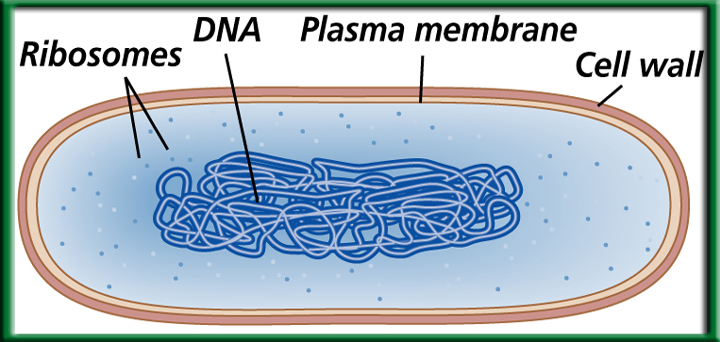 Ribosomes
DNA
Plasma membrane
Cell wall